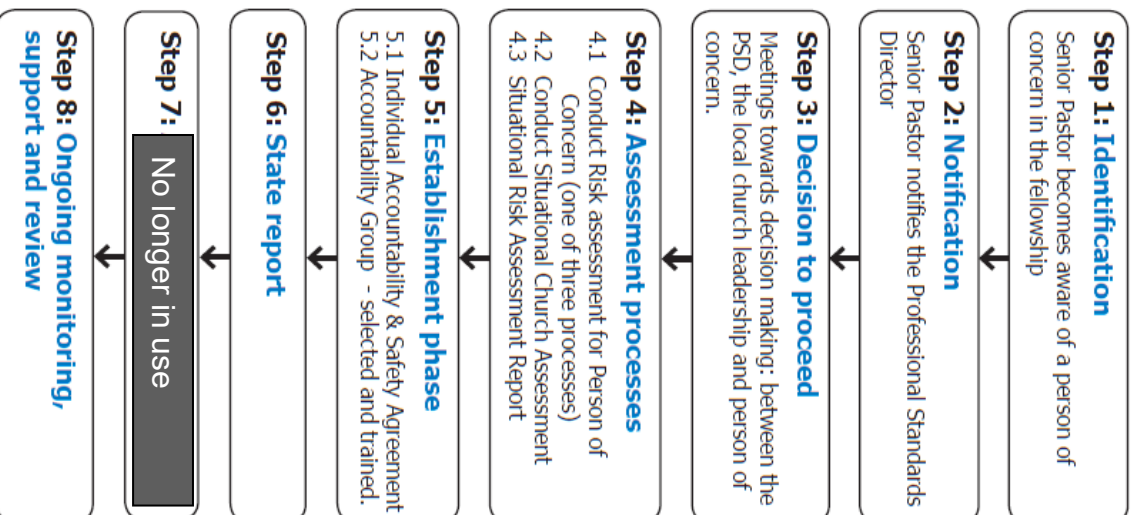 Step 1: Identification
Senior Pastor becomes aware of a person of
concern in the fellowship
Step 2: Notification
Senior Pastor notifies the Professional Standards
Director
Step 3: Decision to proceed
Meetings towards decision making: between the
PSD, the local church leadership and person of
concern.
Step 4: Assessment processes
4.1 Conduct Risk assessment for Person of
Concern (one of three processes)
4.2 Conduct Situational Church Assessment
4.3 Situational Risk Assessment Report
Step 5: Establishment phase
5.1 Individual Accountability & Safety Agreement
5.2 Accountability Group - selected and trained.
Step 6: State report
Step 7:
No longer in use
Step 8: Ongoing monitoring,
support and review